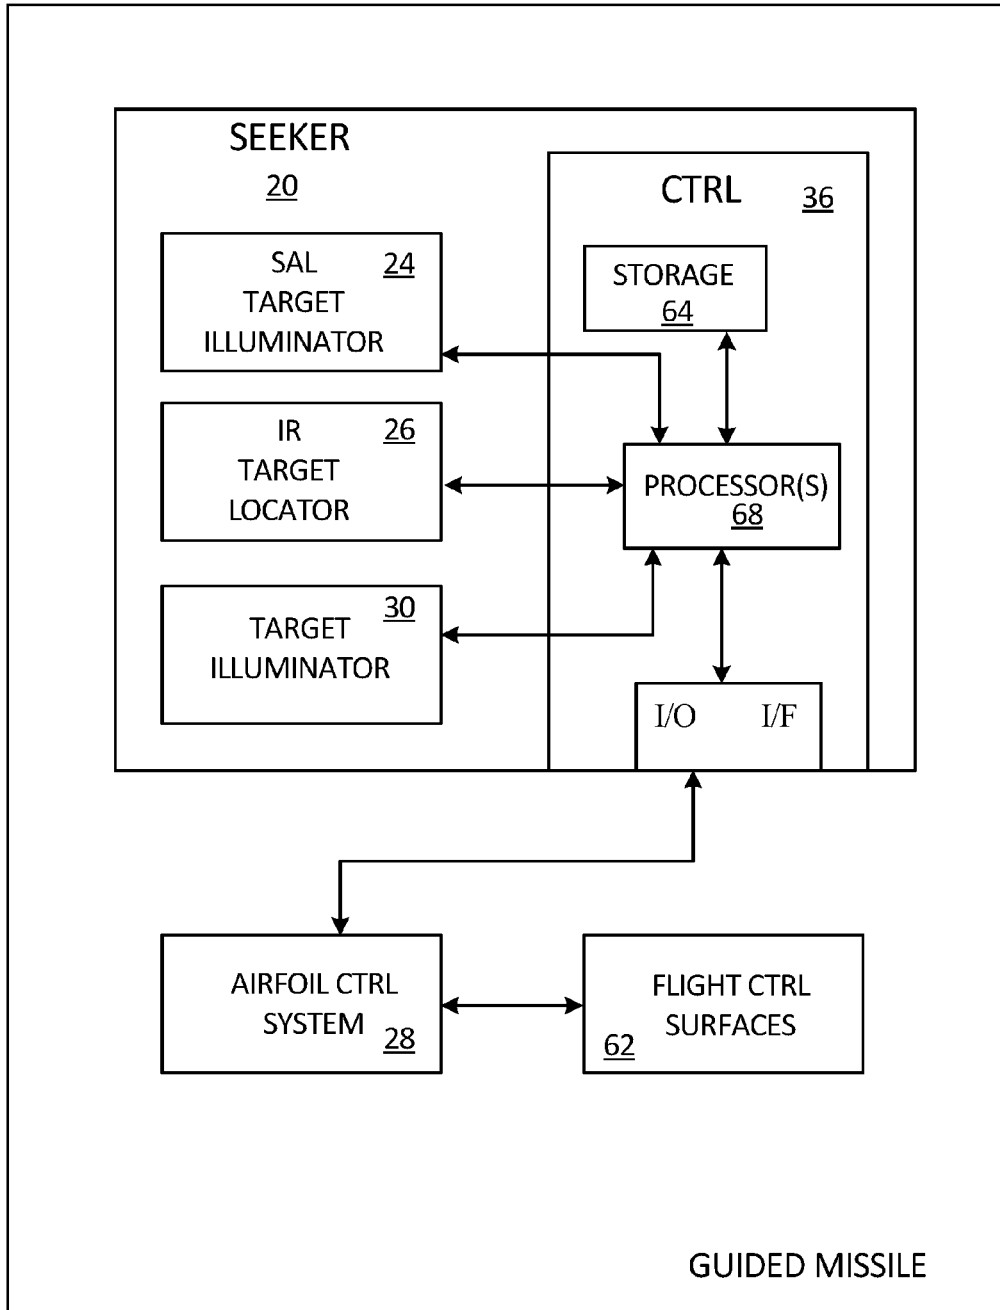 SEEKER
20
CTRL 36
SAL 24
TARGET
ILLUMINATOR
STORAGE
64
IR 26
TARGET
LOCATOR
PROCESSOR(S)
68
30
TARGET
ILLUMINATOR
I/O I/F
AIRFOIL CTRL
SYSTEM
28
FLIGHT CTRL
SURFACES
62
GUIDED MISSILE